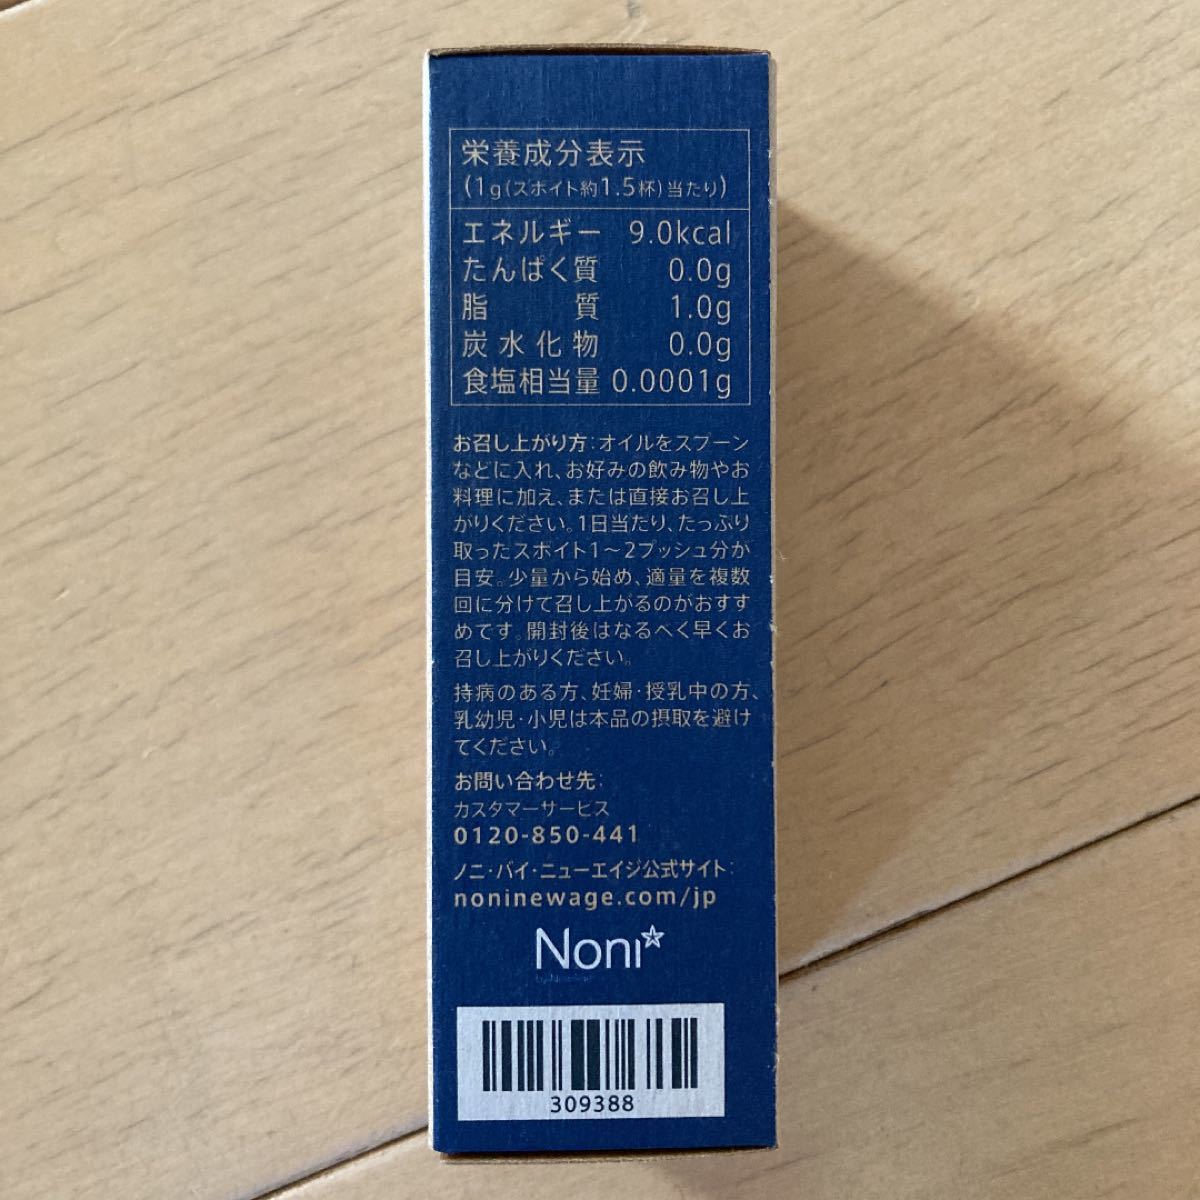 栄養成分表示
(1g(スポイト約1.5杯)当たり)
エネルギー 9.0kcal
たんぱく質 0.0g
脂質 1.0g
炭水化物 0.0g
食塩相当量 0.0001g
お召し上がり方:オイルをスプーン
などに入れ、お好みの飲み物やお
料理に加え、または直接お召し上
がりください。1日当たり、たっぷり
取ったスポイト1〜2プッシュ分が
目安。少量から始め、適量を複数
回に分けて召し上がるのがおすす
めです。開封後はなるべく早くお
召し上がりください。
持病のある方、妊婦・授乳中の方、
乳幼児・小児は本品の摂取を避け
てください。
お問い合わせ先:
カスタマーサービス
0120-850-441
ノニ・バイ・ニューエイジ公式サイト:
noninewage.com/jp
Noni
309388